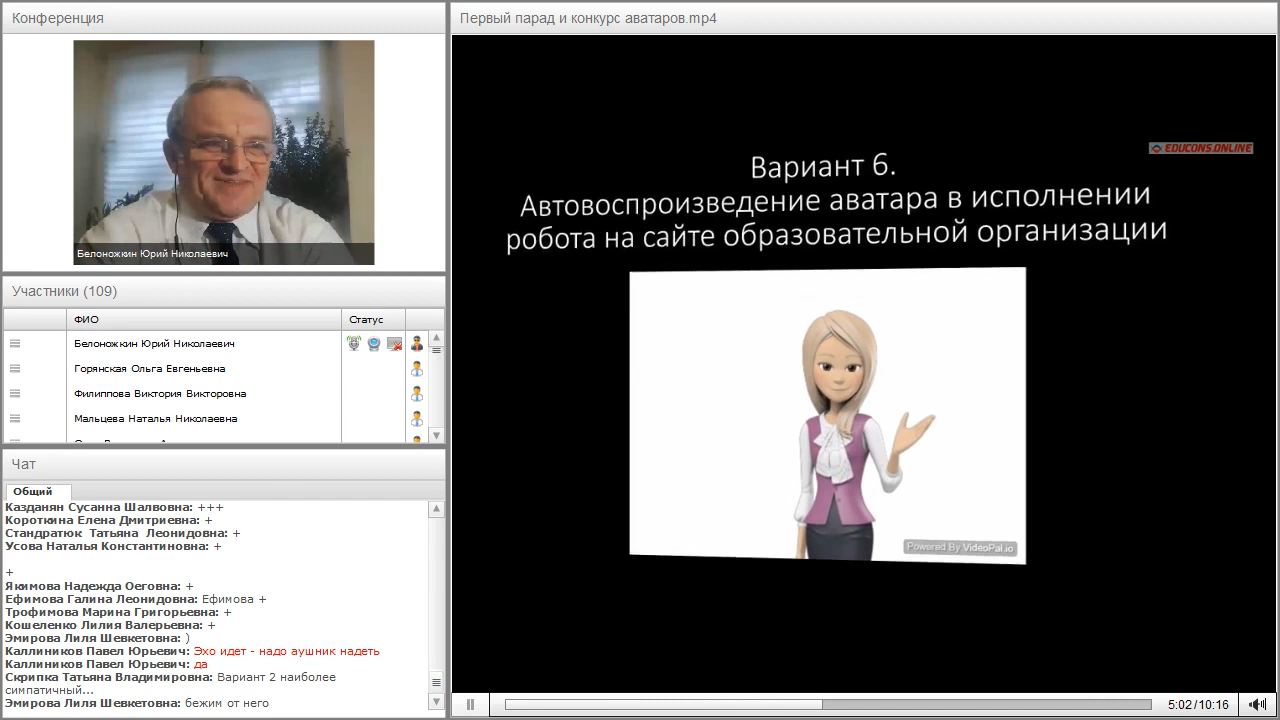 Конференция
Белоножкин Юрий Николаевич
Участники (109)
ФИО
Статус
Белоножкин Юрий Николаевич
Горянская Ольга Евгеньевна
Филиппова Виктория Викторовна
Мальцева Наталья Николаевна
Чат
Общий
Казданян Сусанна Шалвовна: +++
Короткина Елена Дмитриевна: +
Стандратюк Татьяна Леонидовна: +
Усова Наталья Константиновна: +
+
Якимова Надежда Оеговна: +
Ефимова Галина Леонидовна: Ефимова +
Трофимова Марина Григорьевна: +
Кошеленко Лилия Валерьевна: +
Эмирова Лиля Шевкетовна: )
Каллиников Павел Юрьевич: Эхо идет - надо аушник надеть
Каллиников Павел Юрьевич: да
Скрипка Татьяна Владимировна: Вариант 2 наиболее
симпатичный...
Эмирова Лиля Шевкетовна: бежим от него
Первый парад и конкурс аватаров.mp4
EDUCONS.ONLINE
Вариант 6.
Автовоспроизведение аватара в исполнении
робота на сайте образовательной организации
Powered By VideoPal.io
5:02/10:16